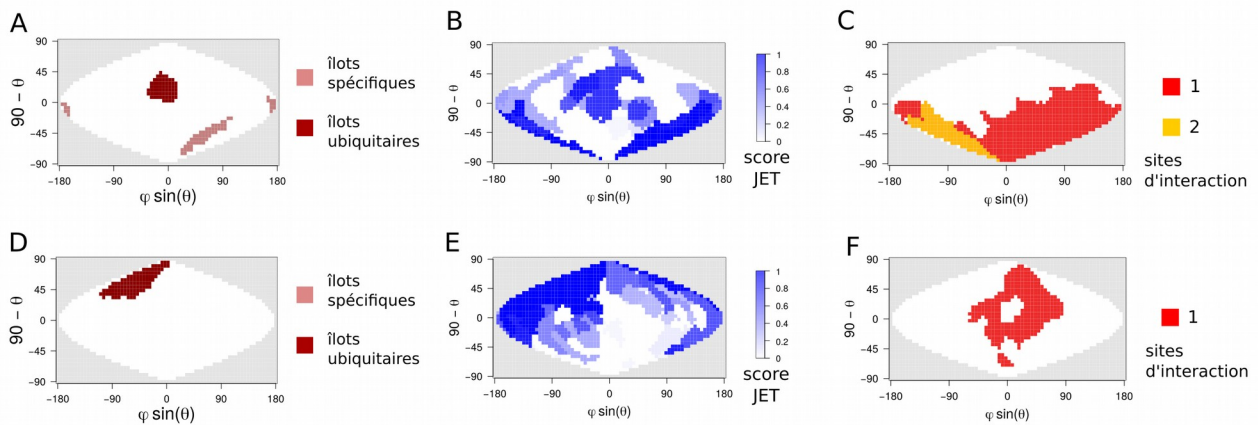 A
90
45
0
−45
−90
90 − θ
−180
−90
0
90
180
φ sin(θ)
îlots
spécifiques
îlots
ubiquitaires
B
90
45
0
−45
−90
90 − θ
−180
−90
0
90
180
φ sin(θ)
1
0.8
0.6
0.4
0.2
0
score
JET
C
90
45
0
−45
−90
90 − θ
−180
−90
0
90
180
φ sin(θ)
1
2
sites
d'interaction
D
90
45
0
−45
−90
90 − θ
−180
−90
0
90
180
φ sin(θ)
îlots
spécifiques
îlots
ubiquitaires
E
90
45
0
−45
−90
90 − θ
−180
−90
0
90
180
φ sin(θ)
1
0.8
0.6
0.4
0.2
0
score
JET
F
90
45
0
−45
−90
90 − θ
−180
−90
0
90
180
φ sin(θ)
1
sites
d'interaction